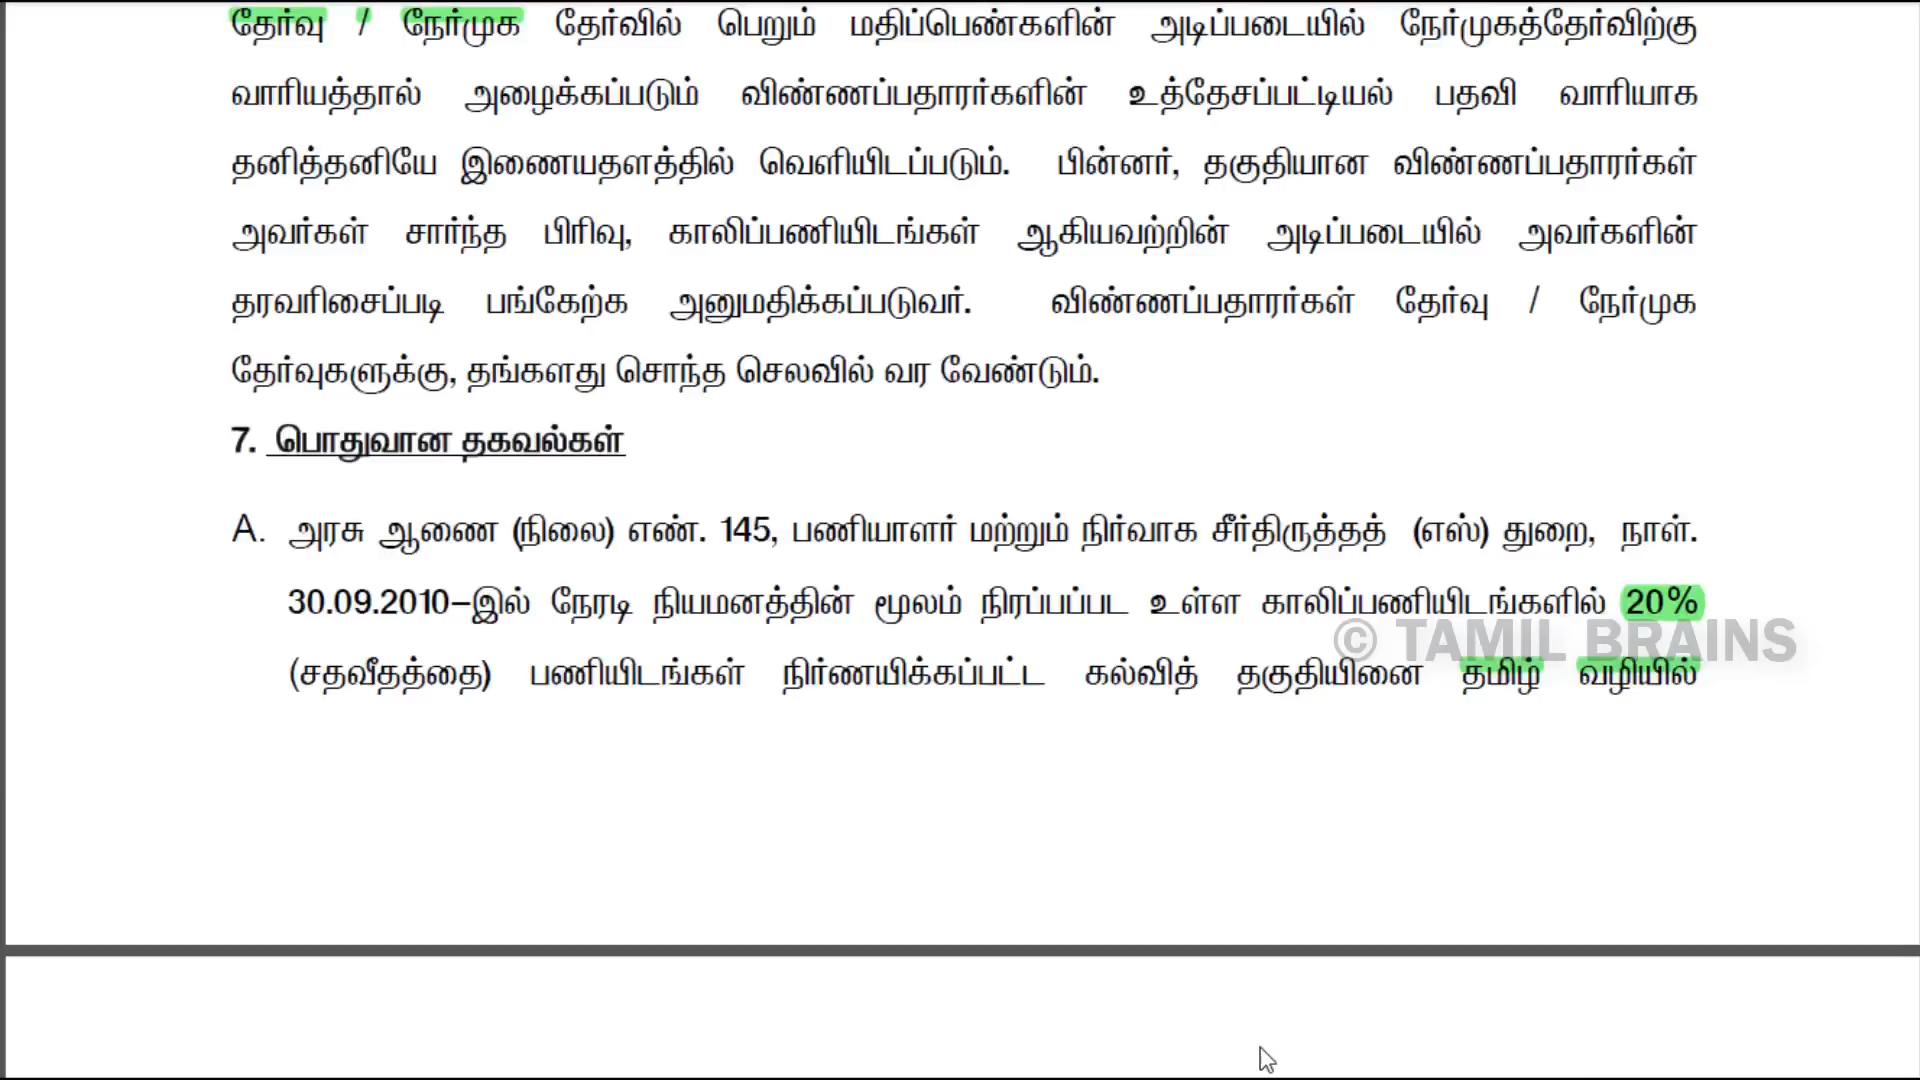 தேர்வு / நேர்முக தேர்வில் பெறும் மதிப்பெண்களின் அடிப்படையில் நேர்முகத்தேர்விற்கு
வாரியத்தால் அழைக்கப்படும் விண்ணப்பதாரர்களின் உத்தேசப்பட்டியல் பதவி வாரியாக
தனித்தனியே இணையதளத்தில் வெளியிடப்படும். பின்னர், தகுதியான விண்ணப்பதாரர்கள்
அவர்கள் சார்ந்த பிரிவு, காலிப்பணியிடங்கள் ஆகியவற்றின் அடிப்படையில் அவர்களின்
தரவரிசைப்படி பங்கேற்க அனுமதிக்கப்படுவர். விண்ணப்பதாரர்கள் தேர்வு / நேர்முக
தேர்வுகளுக்கு, தங்களது சொந்த செலவில் வர வேண்டும்.
7. பொதுவான தகவல்கள்
A. அரசு ஆணை (நிலை) எண். 145, பணியாளர் மற்றும் நிர்வாக சீர்திருத்தத் (எஸ்) துறை, நாள்.
30.09.2010–இல் நேரடி நியமனத்தின் மூலம் நிரப்பப்பட உள்ள காலிப்பணியிடங்களில் 20%
© TAMIL BRAINS
(சதவீதத்தை) பணியிடங்கள் நிர்ணயிக்கப்பட்ட கல்வித் தகுதியினை தமிழ் வழியில்